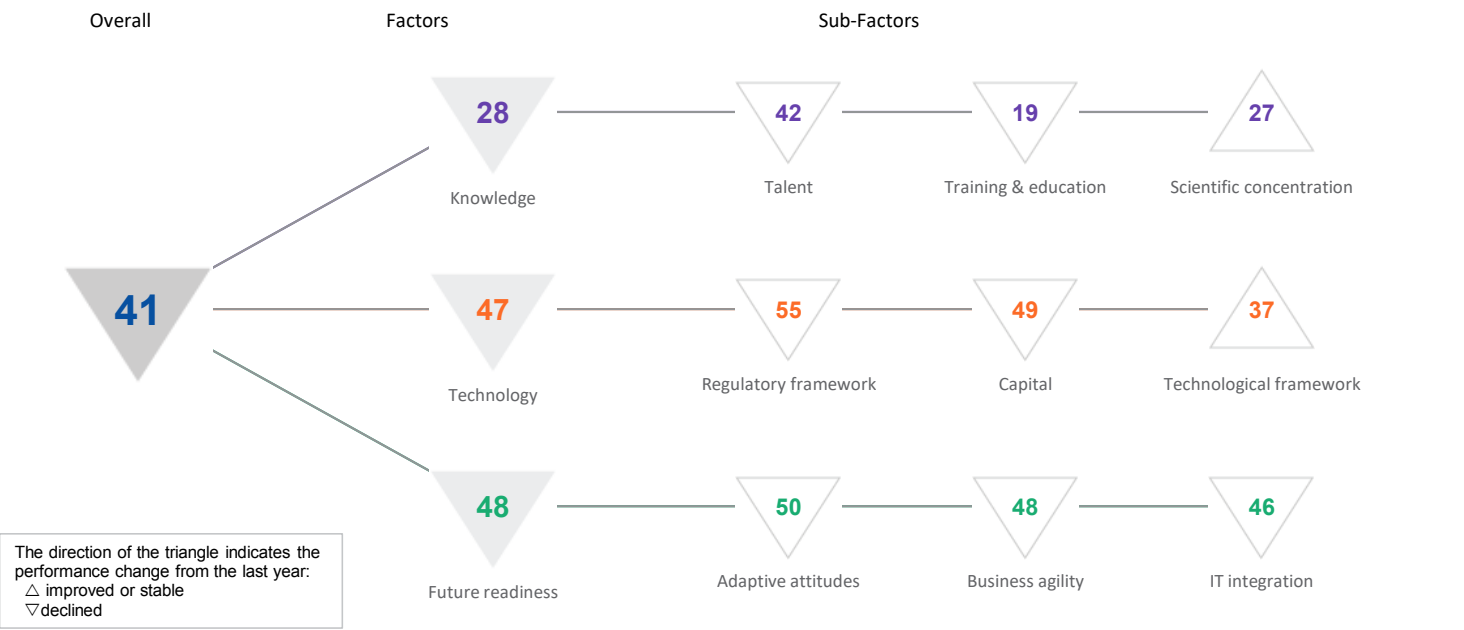 Overall
Factors
Sub-Factors
28
42
19
27
Knowledge
Talent
Training & education
Scientific concentration
41
47
55
49
37
Technology
Regulatory framework
Capital
Technological framework
48
50
48
46
Future readiness
Adaptive attitudes
Business agility
IT integration
The direction of the triangle indicates the
performance change from the last year:
△ improved or stable
▽declined